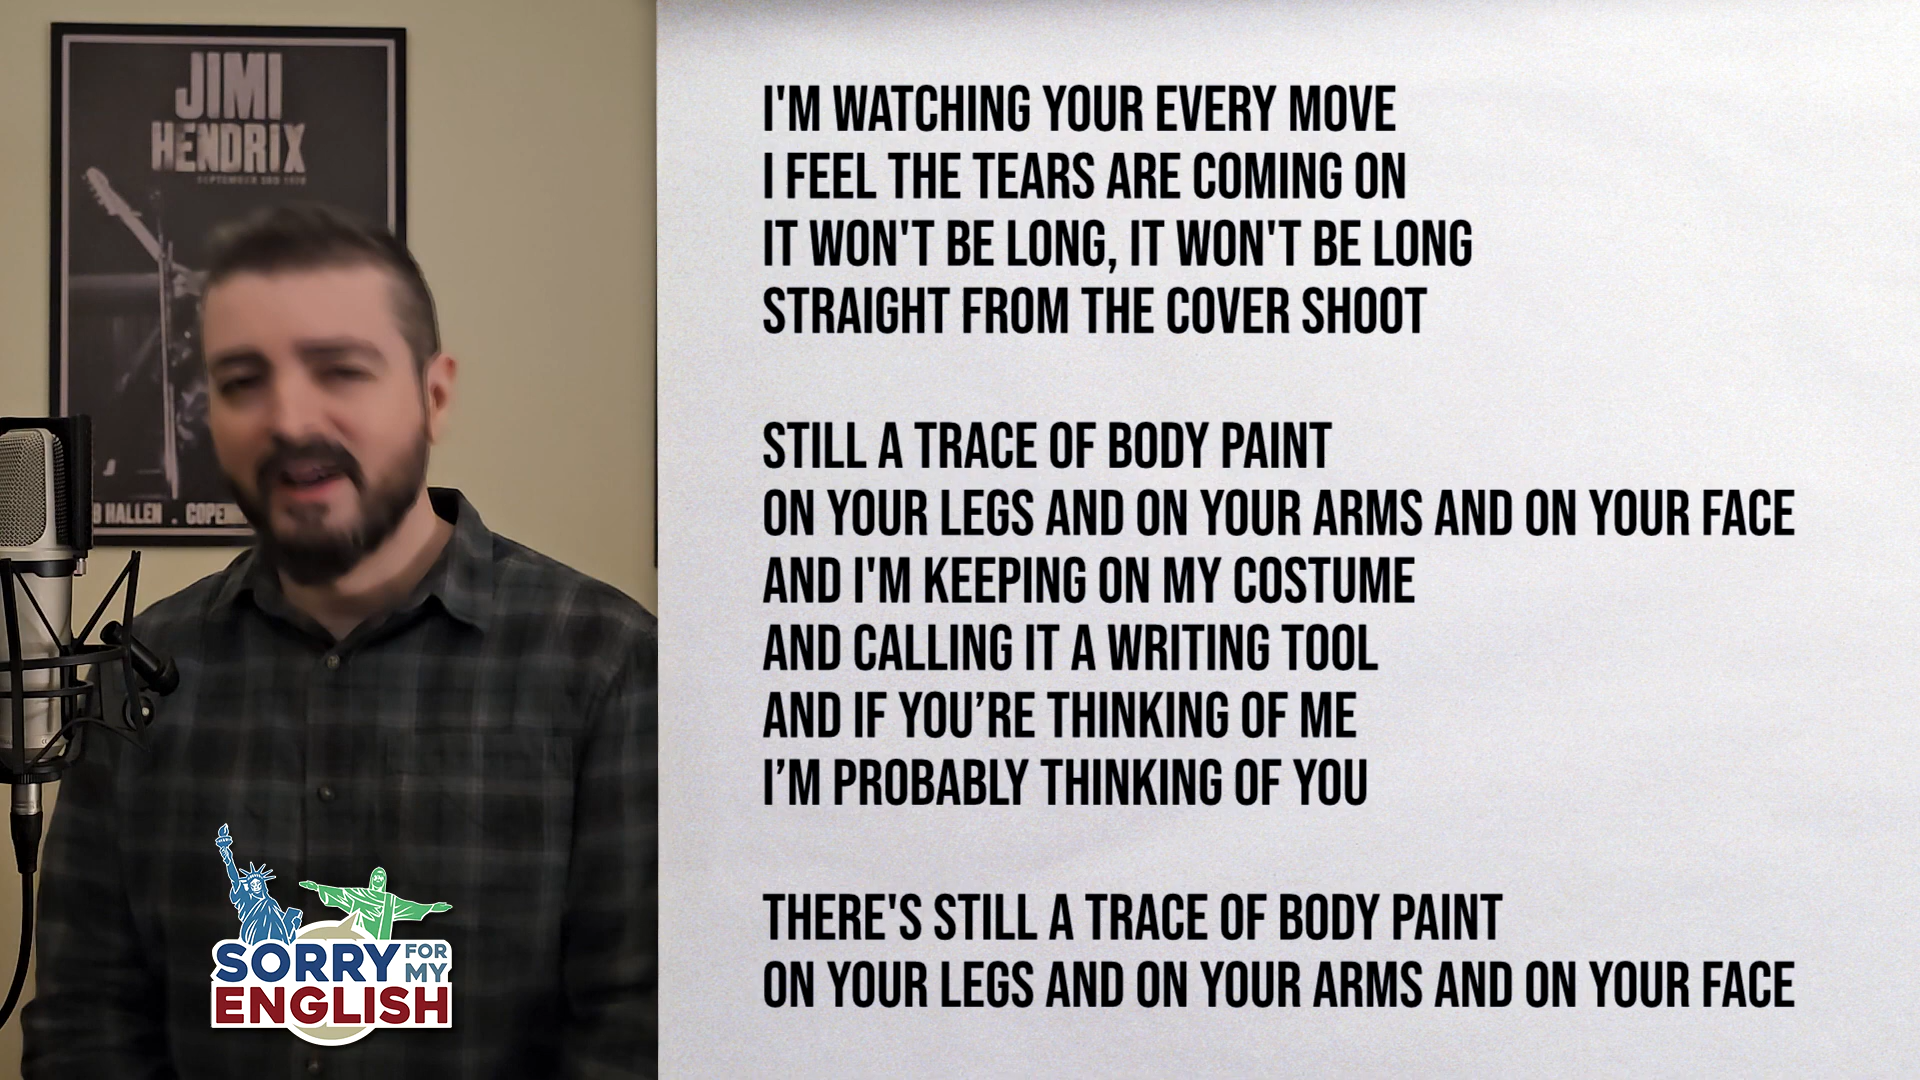 JIMI
HENDRIX
SEPTEMBER 3RD 1970
HALLEN . COPEN
SORRY FOR MY
ENGLISH
I'M WATCHING YOUR EVERY MOVE
I FEEL THE TEARS ARE COMING ON
IT WON'T BE LONG, IT WON'T BE LONG
STRAIGHT FROM THE COVER SHOOT
STILL A TRACE OF BODY PAINT
ON YOUR LEGS AND ON YOUR ARMS AND ON YOUR FACE
AND I'M KEEPING ON MY COSTUME
AND CALLING IT A WRITING TOOL
AND IF YOU’RE THINKING OF ME
I’M PROBABLY THINKING OF YOU
THERE'S STILL A TRACE OF BODY PAINT
ON YOUR LEGS AND ON YOUR ARMS AND ON YOUR FACE